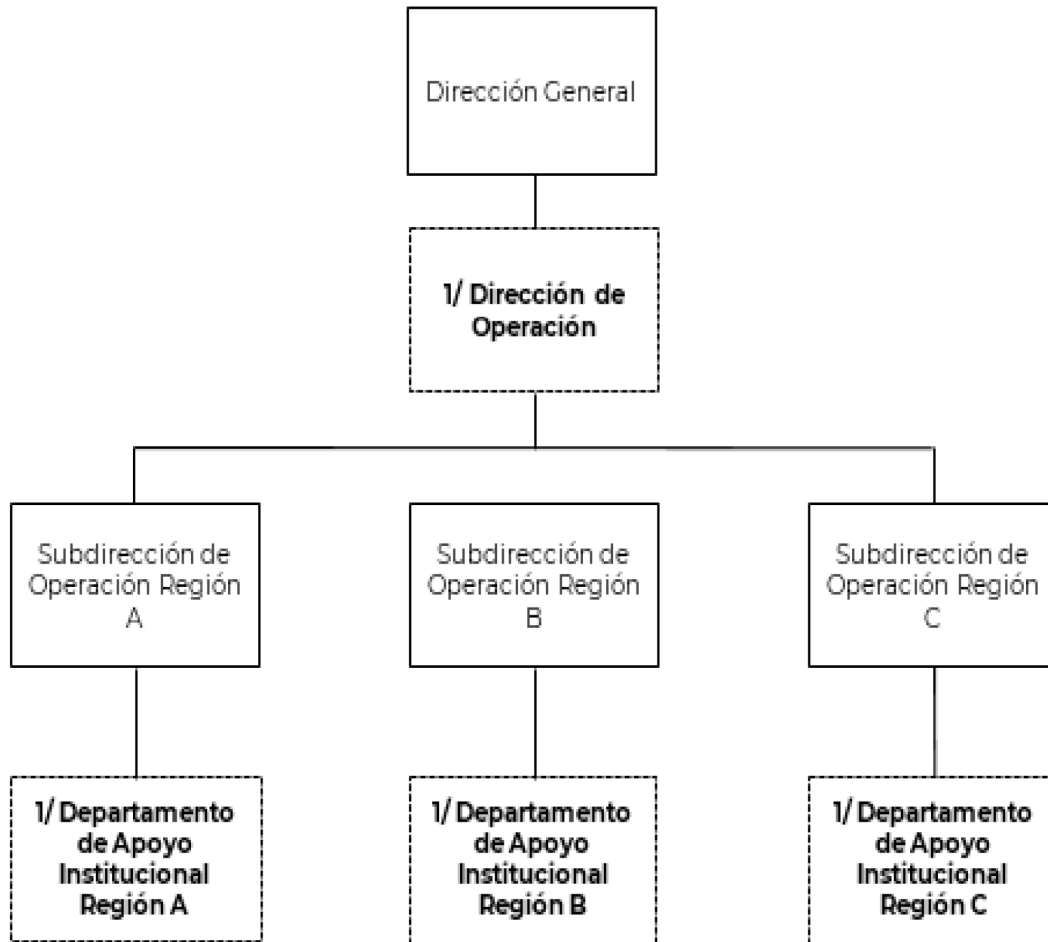 Dirección General
1/ Dirección de
Operación
Subdirección de
Operación Región
A
Subdirección de
Operación Región
B
Subdirección de
Operación Región
C
1/ Departamento
de Apoyo
Institucional
Región A
1/ Departamento
de Apoyo
Institucional
Región B
1/ Departamento
de Apoyo
Institucional
Región C